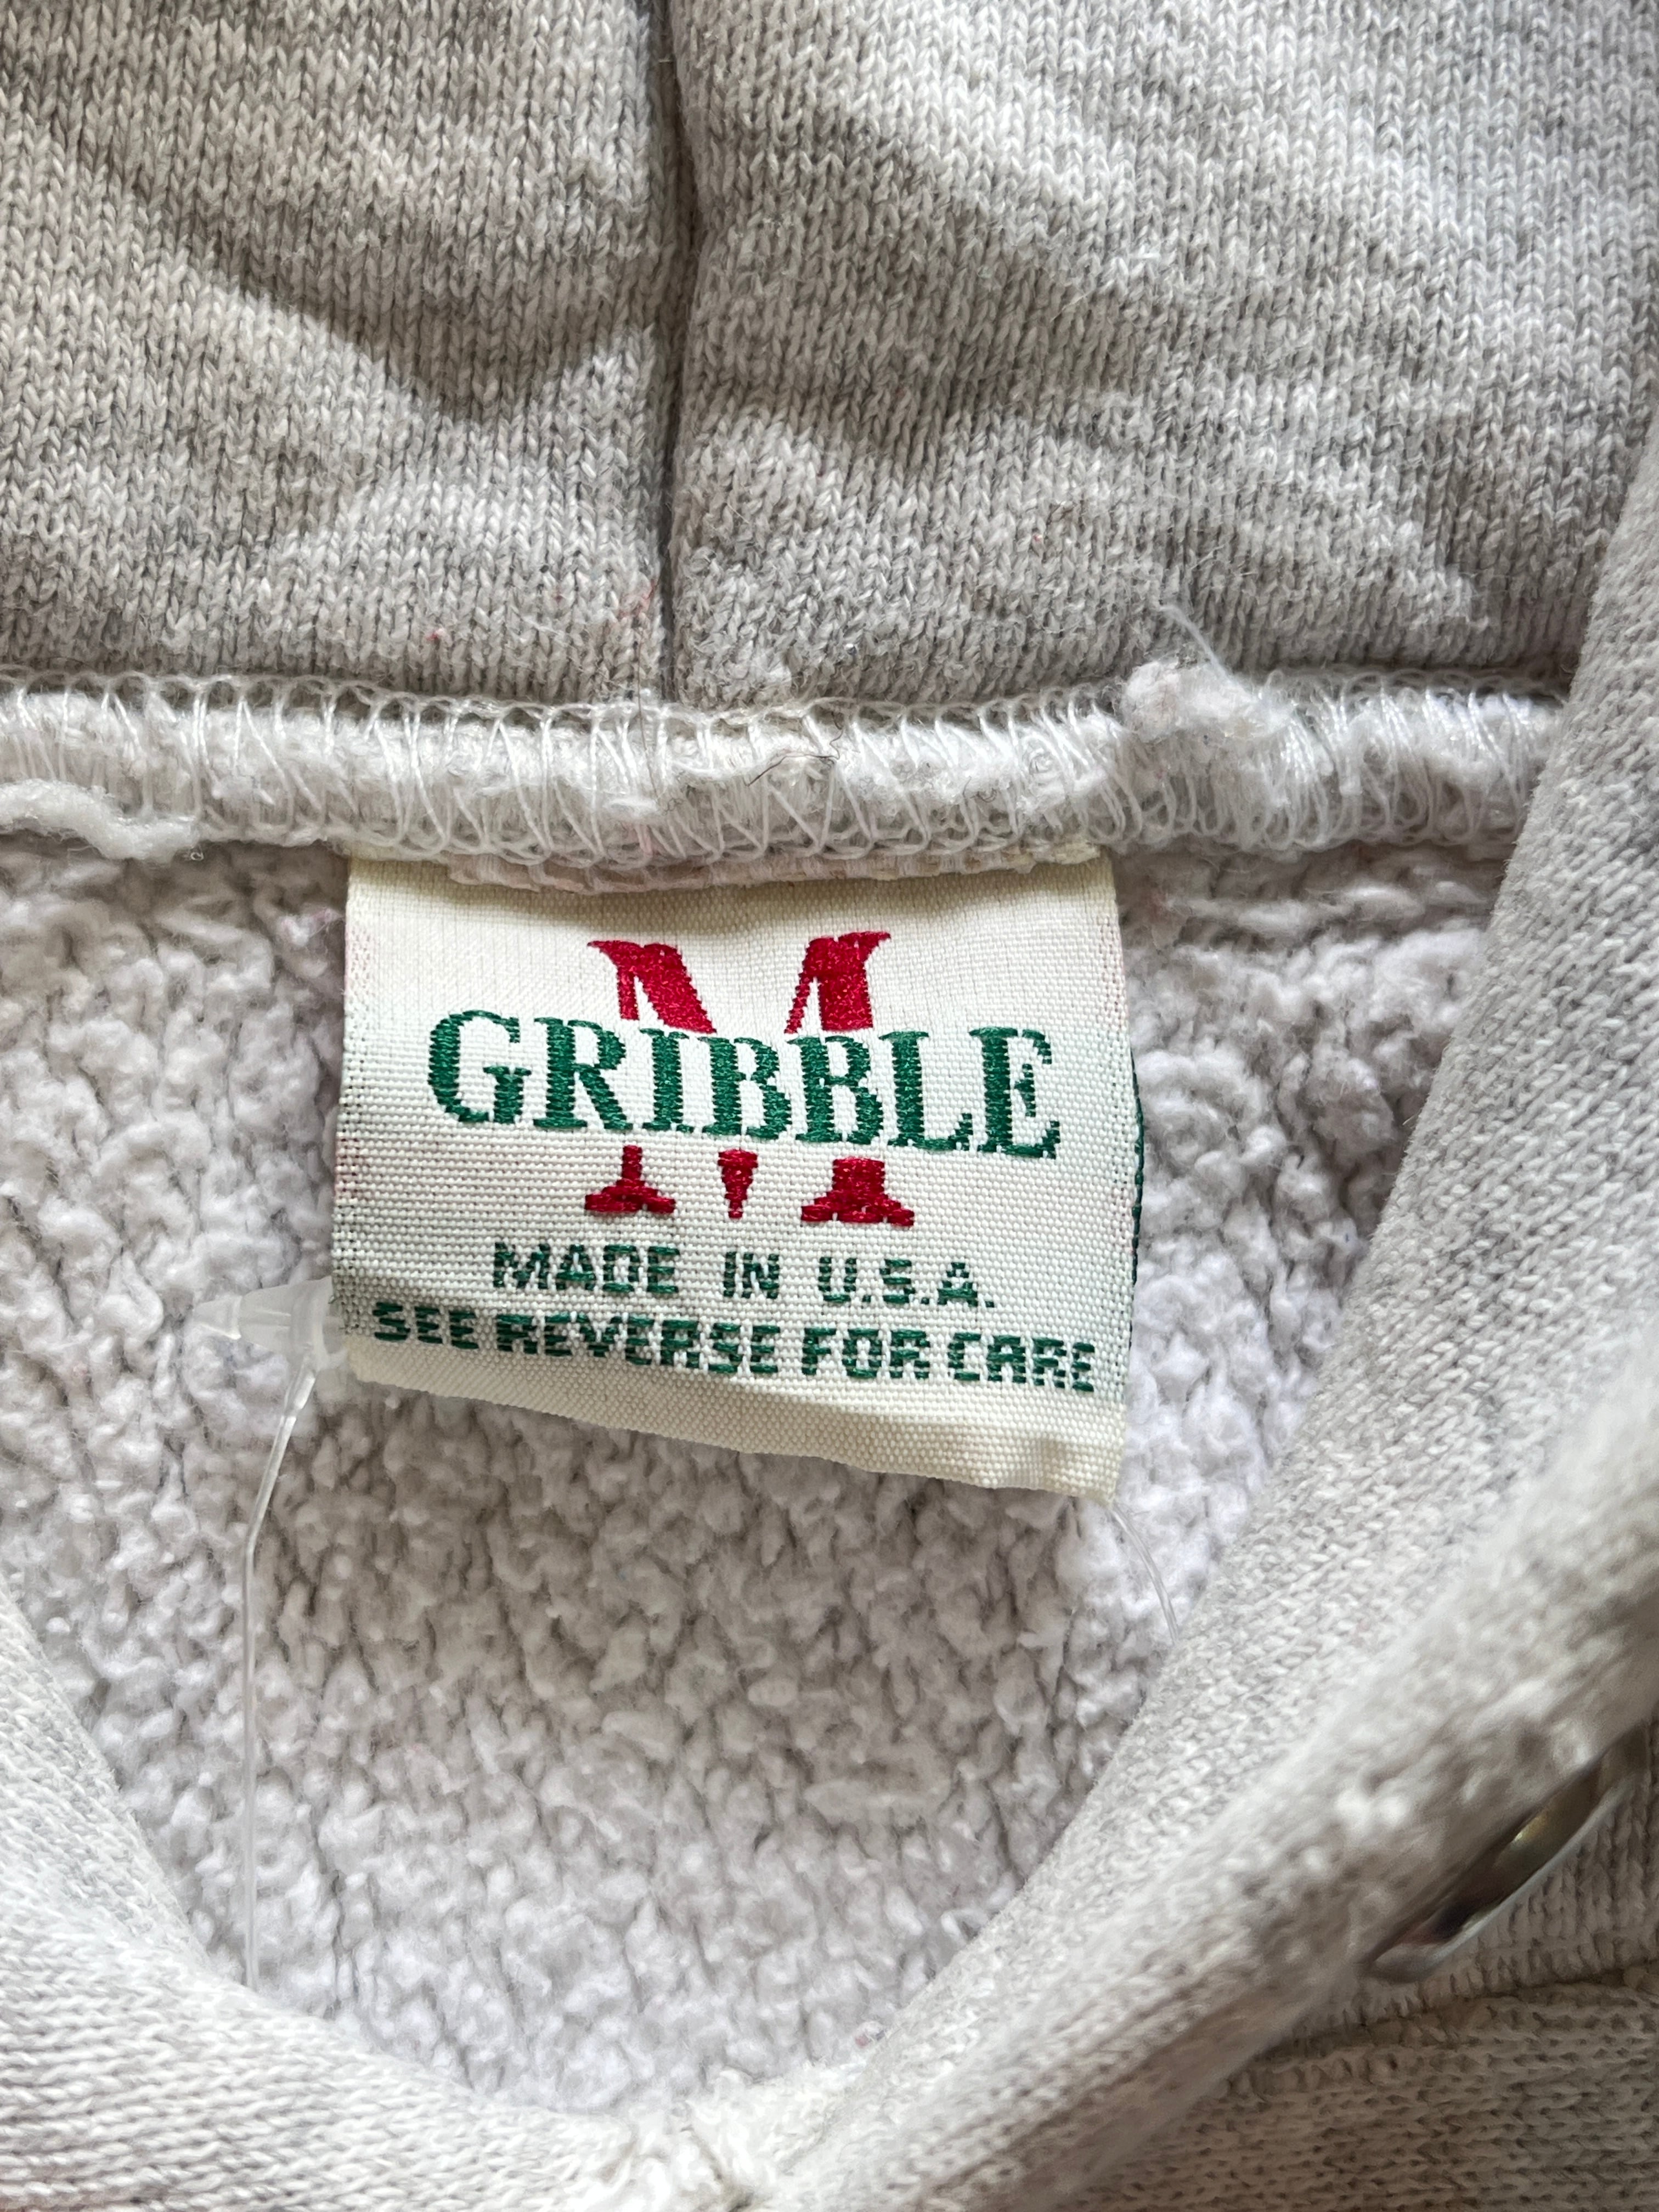 M
GRIBBLE
MADE IN U.S.A.
SEE REVERSE FOR CARE